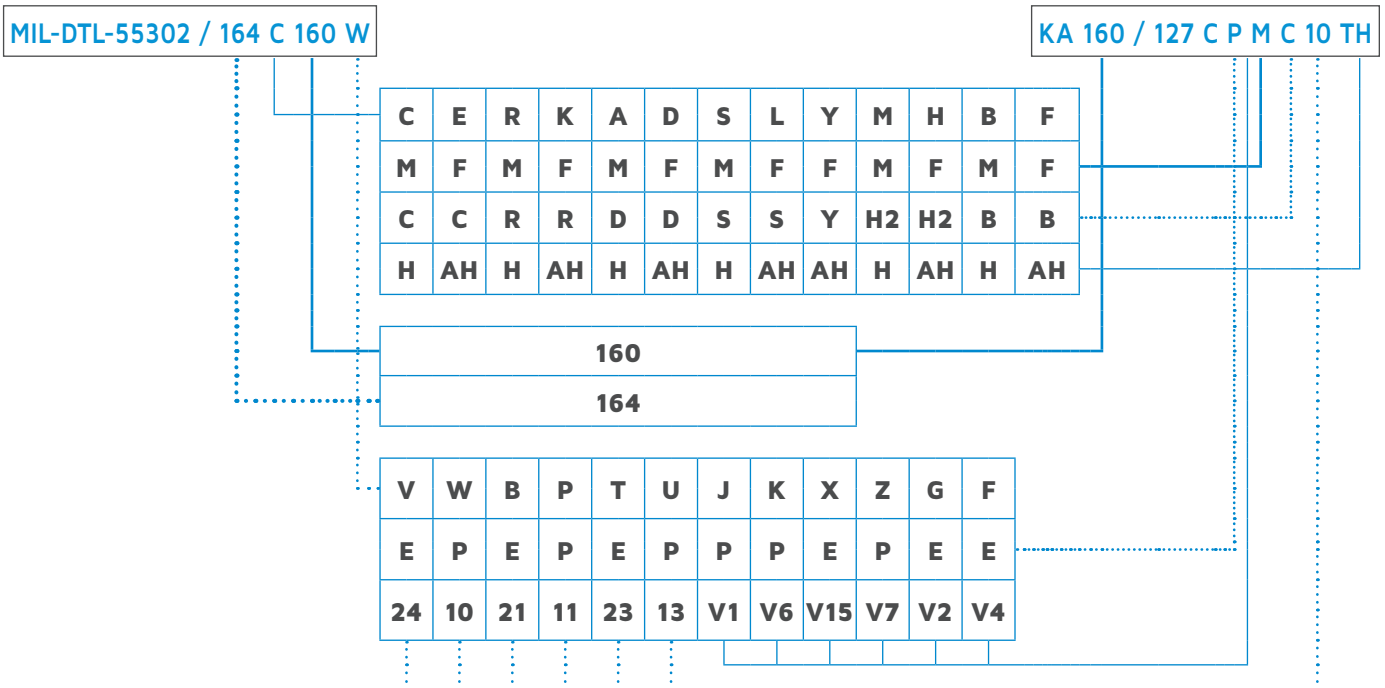 MIL-DTL-55302 / 164 C 160 W
KA 160 / 127 C P M C 10 TH
C E R K A D S L Y M H B F
M F M F M F M F F M F M F
C C R R D D S S Y H2 H2 B B
H AH H AH H AH H AH AH H AH H AH
160
164
V W B P T U J K X Z G F
E P E P E P P P E P E E
24 10 21 11 23 13 V1 V6 V15 V7 V2 V4